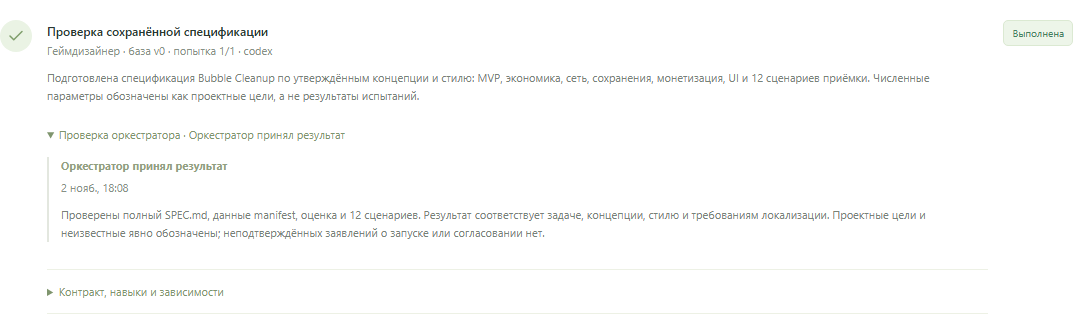 Проверка сохранённой спецификации
Выполнена
Геймдизайнер · база v0 · попытка 1/1 · codex
Подготовлена спецификация Bubble Cleanup по утверждённым концепции и стилю: MVP, экономика, сеть, сохранения, монетизация, UI и 12 сценариев приёмки. Численные
параметры обозначены как проектные цели, а не результаты испытаний.
Проверка оркестратора · Оркестратор принял результат
Оркестратор принял результат
2 нояб., 18:08
Проверены полный SPEC.md, данные manifest, оценка и 12 сценариев. Результат соответствует задаче, концепции, стилю и требованиям локализации. Проектные цели и
неизвестные явно обозначены; неподтверждённых заявлений о запуске или согласовании нет.
Контракт, навыки и зависимости